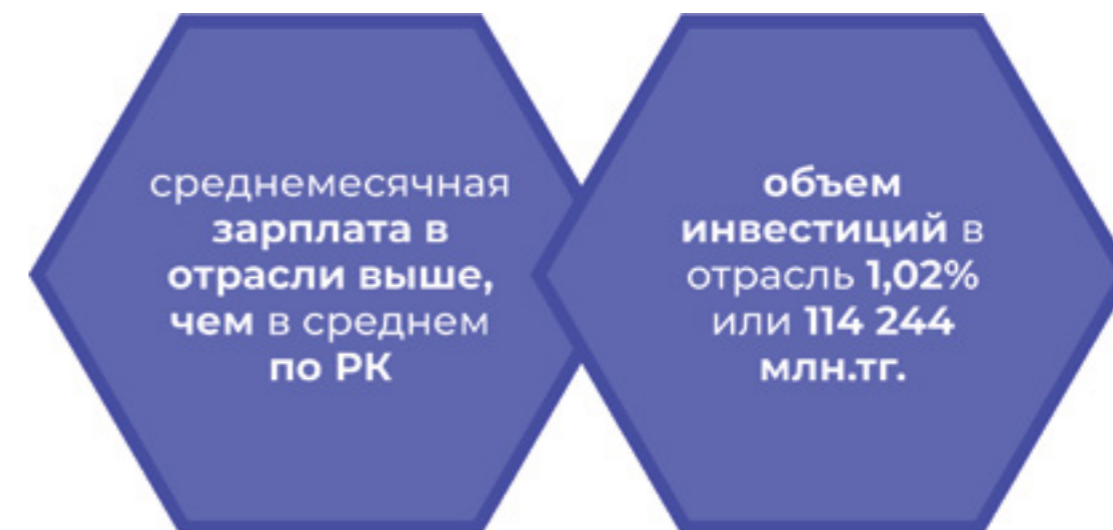 среднемесячная
зарплата в
отрасли выше,
чем в среднем
по РК
объем
инвестиций в
отрасль 1,02%
или 114 244
млн.тг.